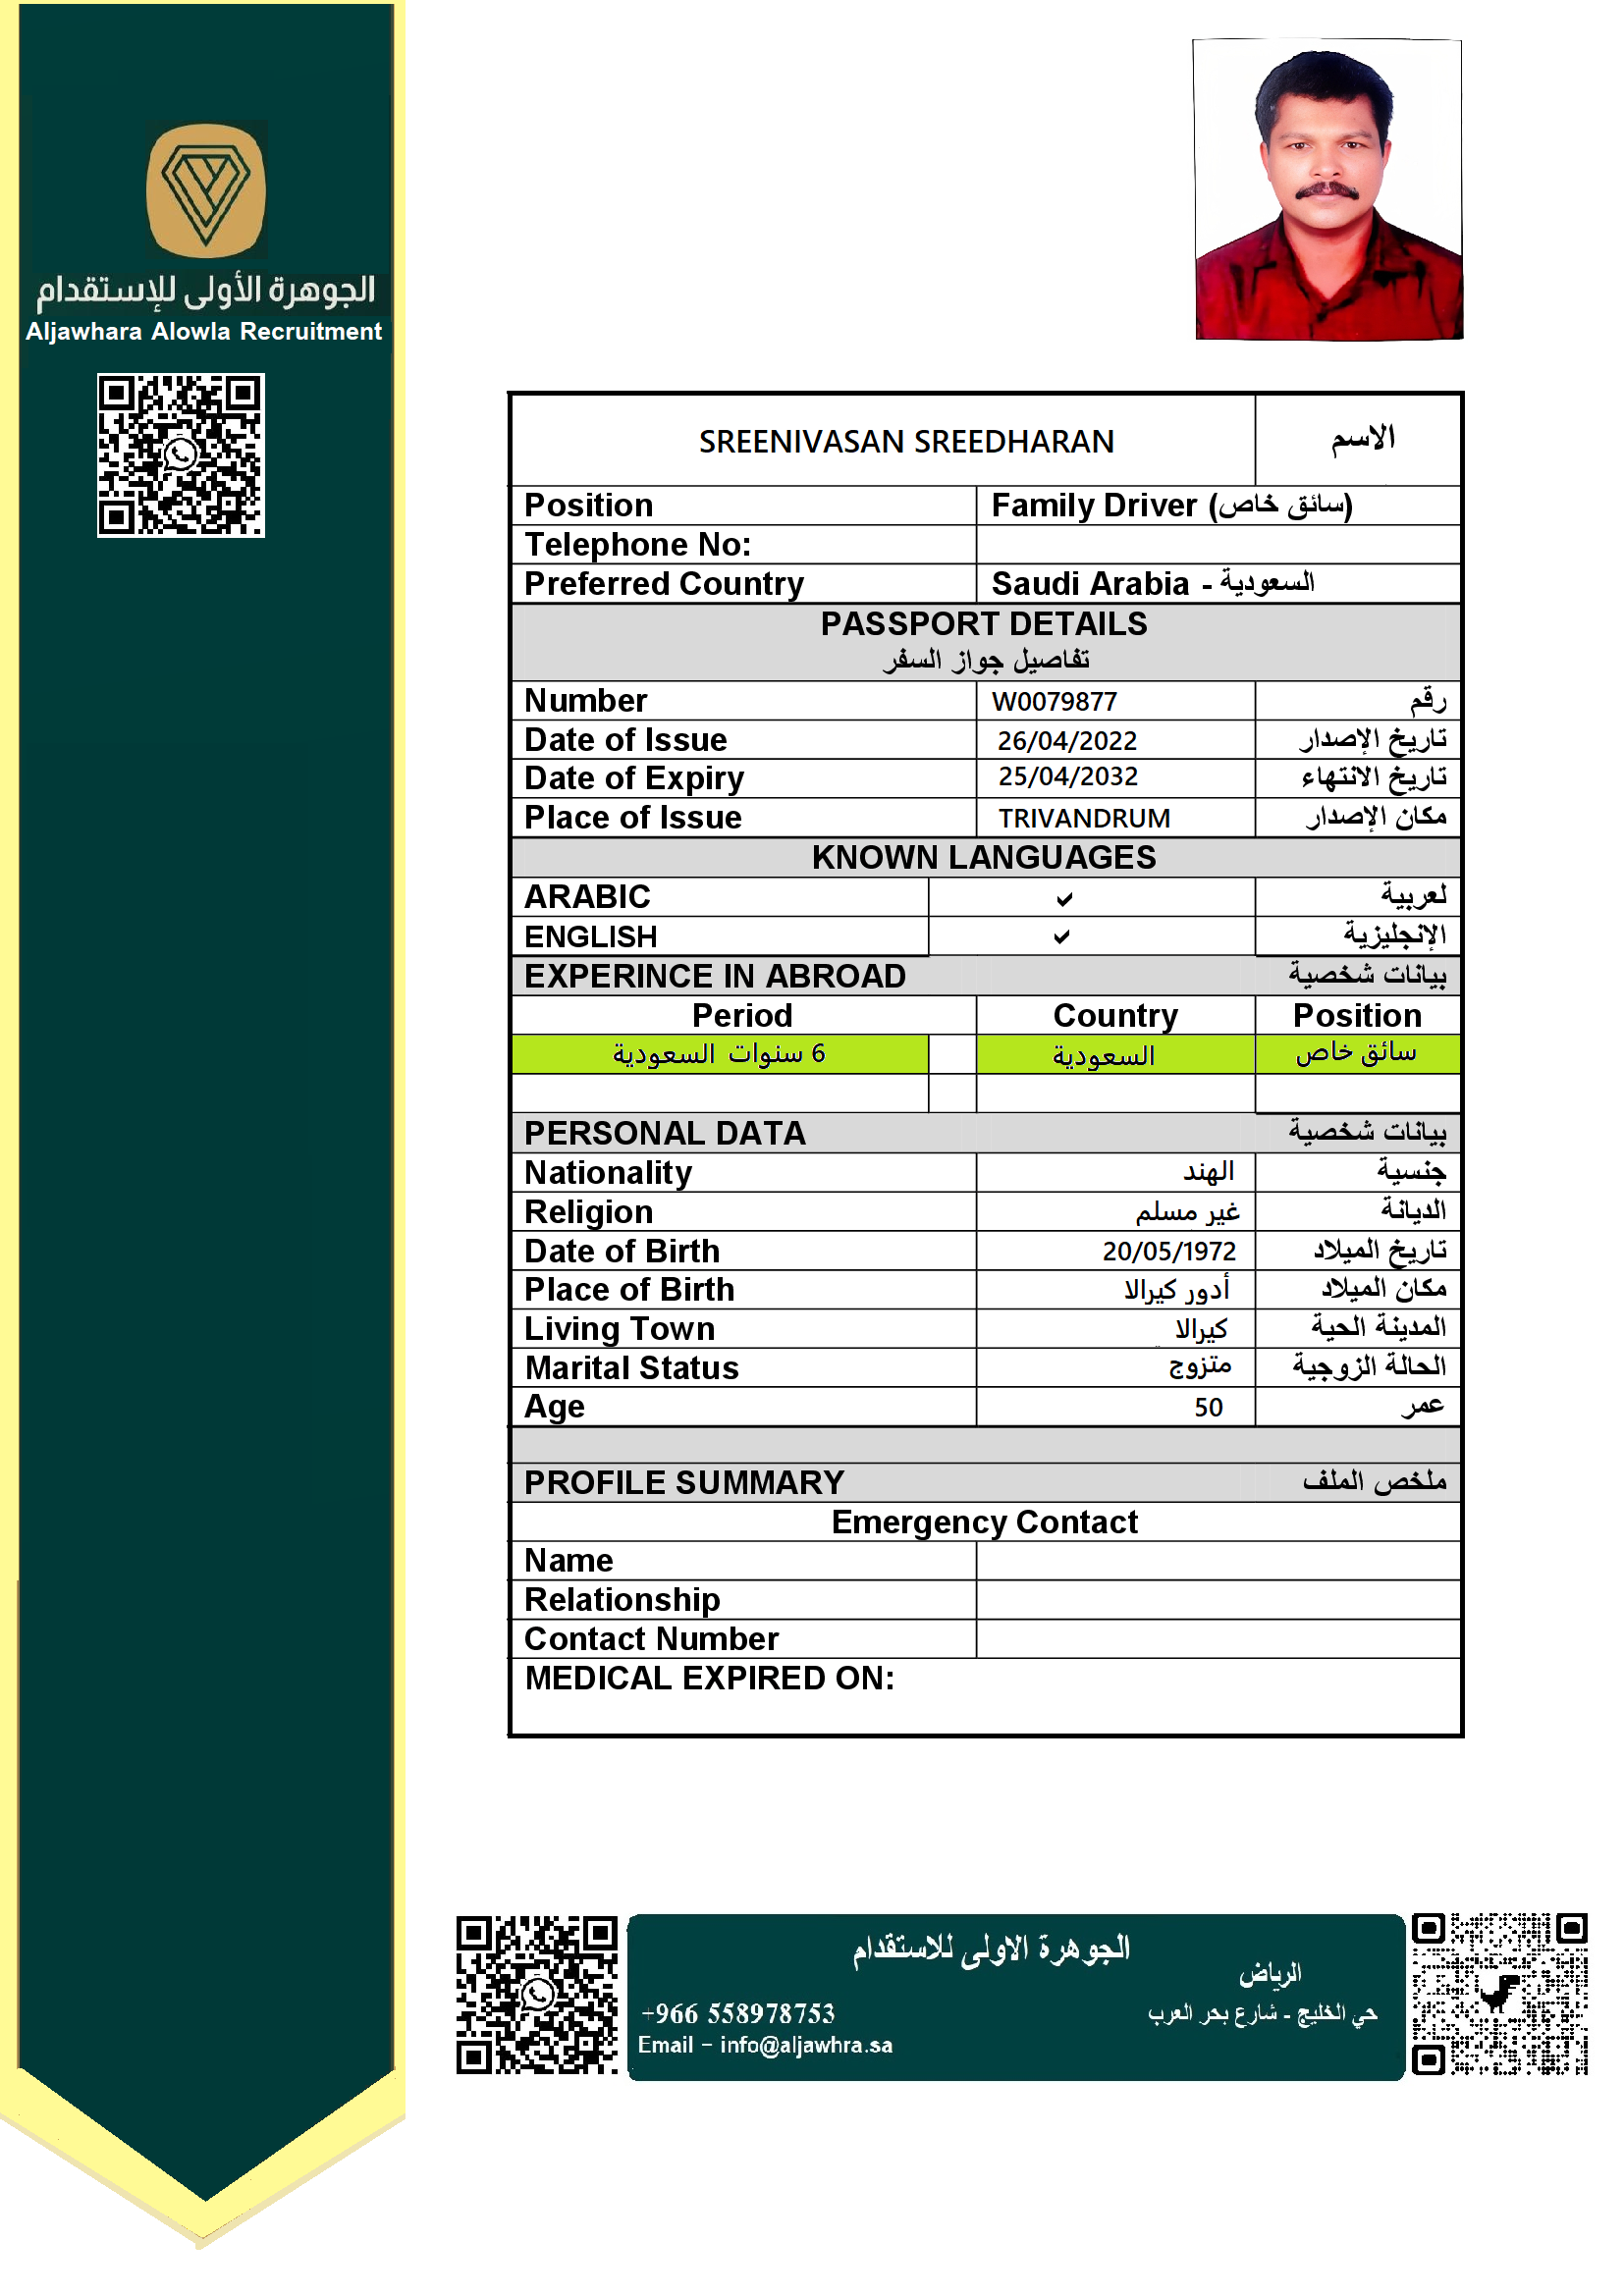 الجوهرة الأولى للإستقدام
Aljawhara Alowla Recruitment
SREENIVASAN SREEDHARAN الاسم
Position Family Driver (سائق خاص)
Telephone No:
Preferred Country Saudi Arabia - السعودية
PASSPORT DETAILS
تفاصيل جواز السفر
Number W0079877 رقم
Date of Issue 26/04/2022 تاريخ الإصدار
Date of Expiry 25/04/2032 تاريخ الانتهاء
Place of Issue TRIVANDRUM مكان الإصدار
KNOWN LANGUAGES
ARABIC ✓ لعربية
ENGLISH ✓ الإنجليزية
EXPERINCE IN ABROAD بيانات شخصية
Period Country Position
6 سنوات السعودية السعودية سائق خاص
PERSONAL DATA بيانات شخصية
Nationality الهند جنسية
Religion غير مسلم الديانة
Date of Birth 20/05/1972 تاريخ الميلاد
Place of Birth أدور كيرالا مكان الميلاد
Living Town كيرالا المدينة الحية
Marital Status متزوج الحالة الزوجية
Age 50 عمر
PROFILE SUMMARY ملخص الملف
Emergency Contact
Name
Relationship
Contact Number
MEDICAL EXPIRED ON:
الجوهرة الاولى للاستقدام
الرياض
+966 558978753 حي الخليج - شارع بحر العرب
Email - info@aljawhra.sa